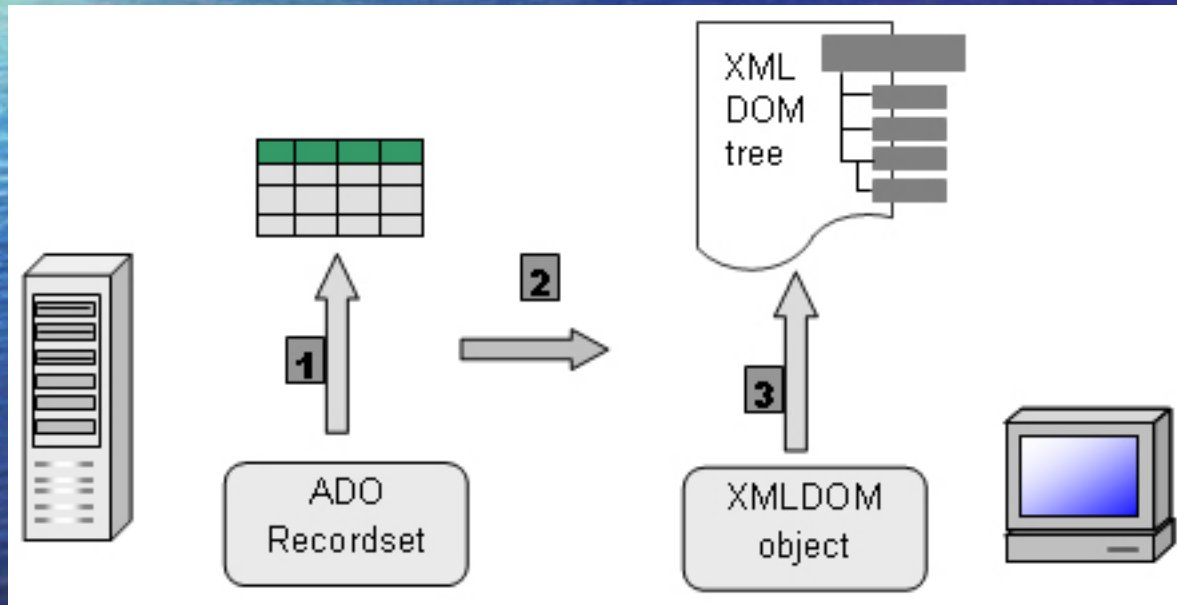 XML
DOM
tree
2
1
3
ADO
Recordset
XMLDOM
object